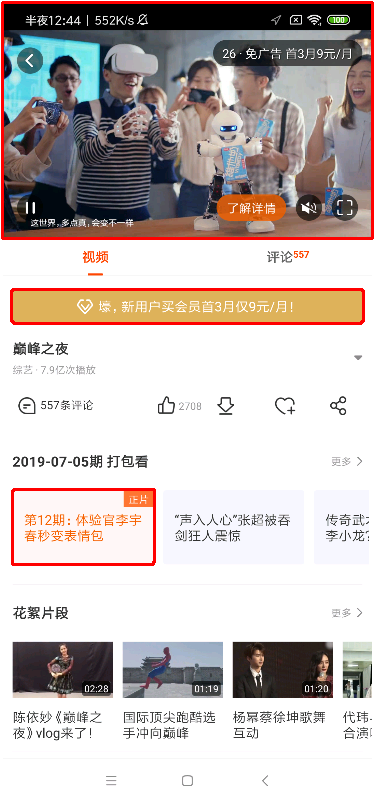 半夜12:44 | 552K/s
100
26 · 免广告 首3月9元/月
了解详情
这世界，多点真，会变不一样
视频
评论557
壕，新用户买会员首3月仅9元/月！
巅峰之夜
综艺 · 7.9亿次播放
557条评论
2708
2019-07-05期 打包看
更多
正片
第12期：体验官李宇
春秒变表情包
“声入人心”张超被吞
剑狂人震惊
传奇武
李小龙?
花絮片段
更多
02:28
01:19
01:20
陈依妙《巅峰之
夜》vlog来了！
国际顶尖跑酷选
手冲向巅峰
杨幂蔡徐坤歌舞
互动
代玮
合演